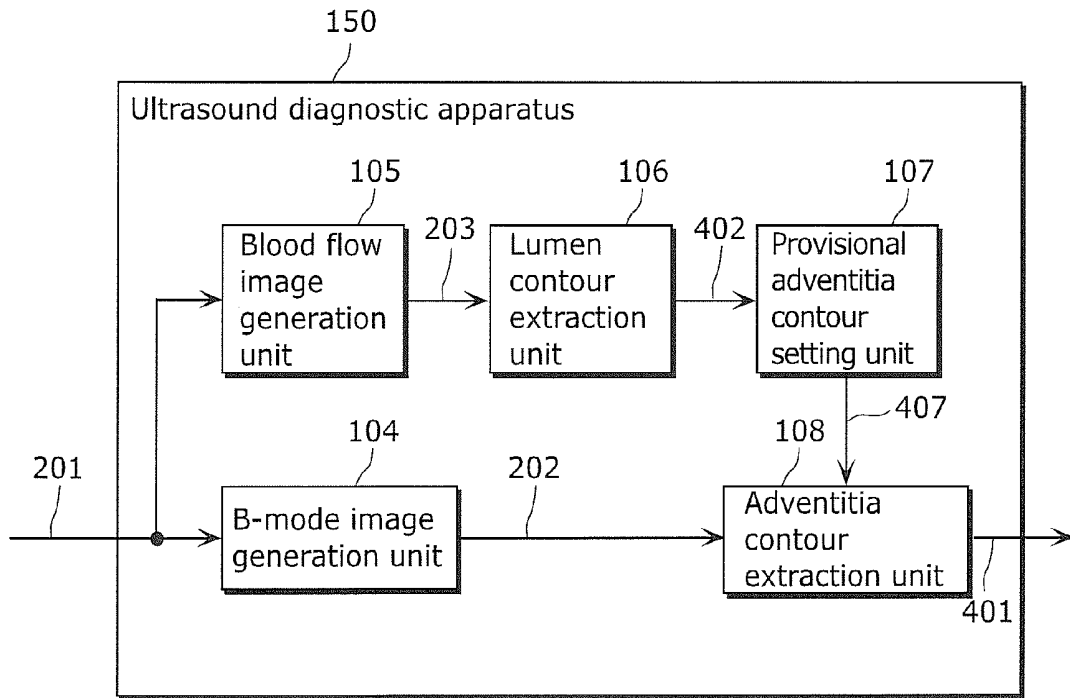 150
Ultrasound diagnostic apparatus
105
106
107
Blood flow
image
generation
unit
203
Lumen
contour
extraction
unit
402
Provisional
adventitia
contour
setting unit
407
201
104
202
108
B-mode image
generation unit
Adventitia
contour
extraction unit
401